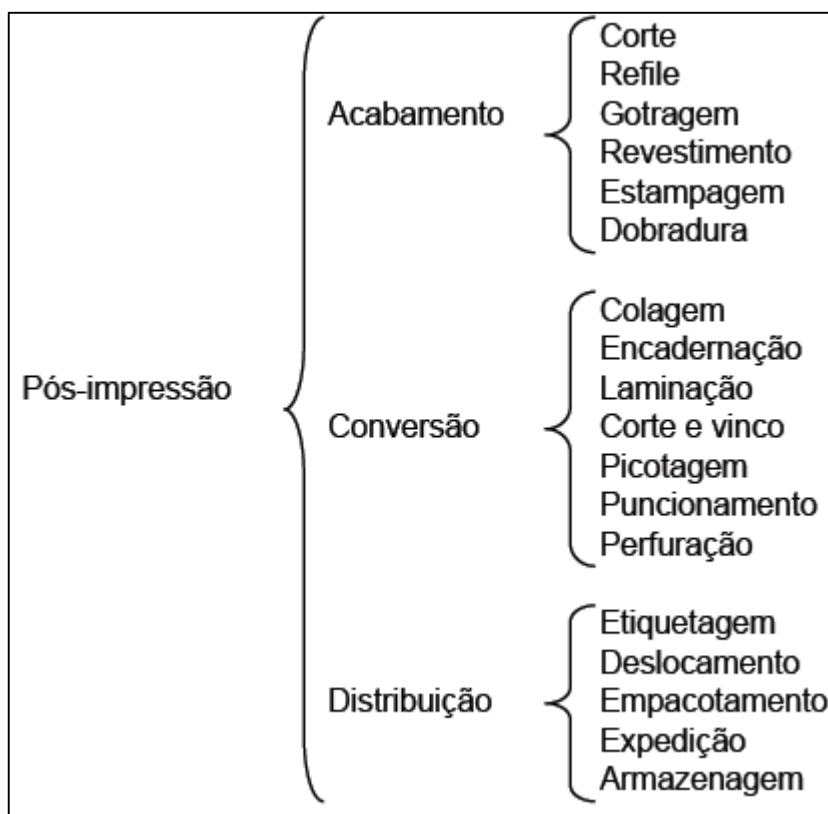 Pós-impressão
Acabamento
Corte
Refile
Gotragem
Revestimento
Estampagem
Dobradura
Conversão
Colagem
Encadernação
Laminação
Corte e vinco
Picotagem
Puncionamento
Perfuração
Distribuição
Etiquetagem
Deslocamento
Empacotamento
Expedição
Armazenagem